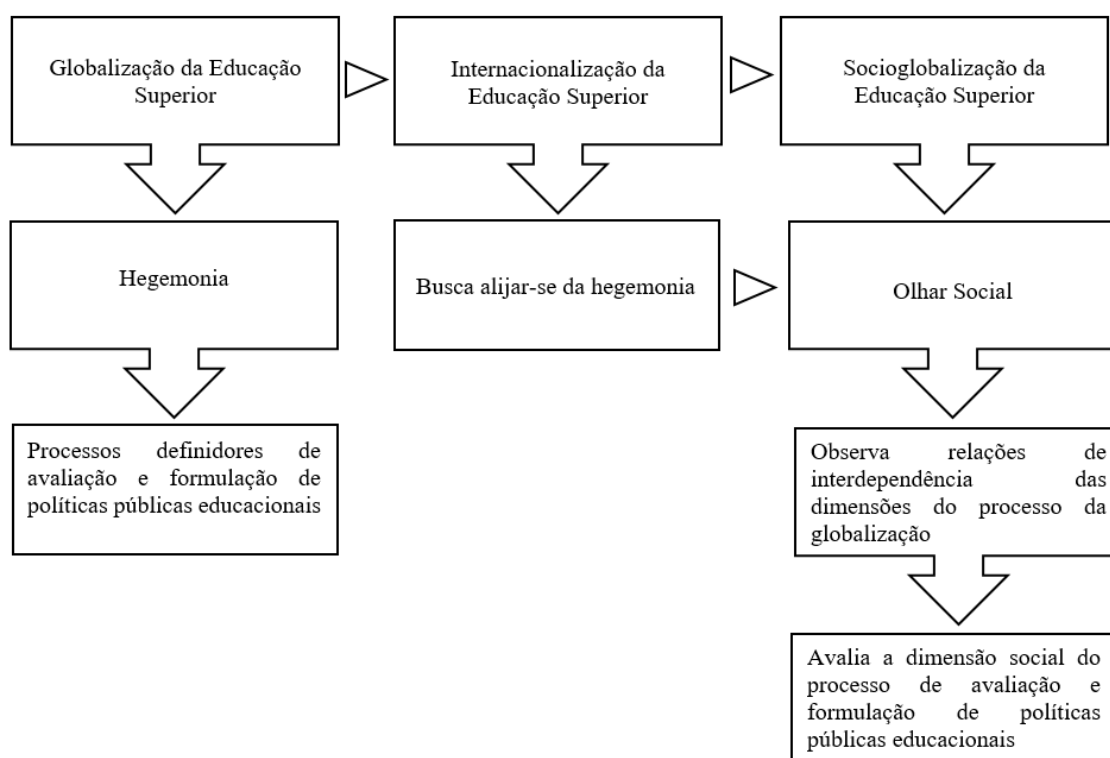 Globalização da Educação
Superior
Internacionalização da
Educação Superior
Socioglobalização da
Educação Superior
Hegemonia
Busca alijar-se da hegemonia
Olhar Social
Processos definidores de
avaliação e formulação de
políticas públicas educacionais
Observa relações de
interdependência das
dimensões do processo da
globalização
Avalia a dimensão social do
processo de avaliação e
formulação de políticas
públicas educacionais